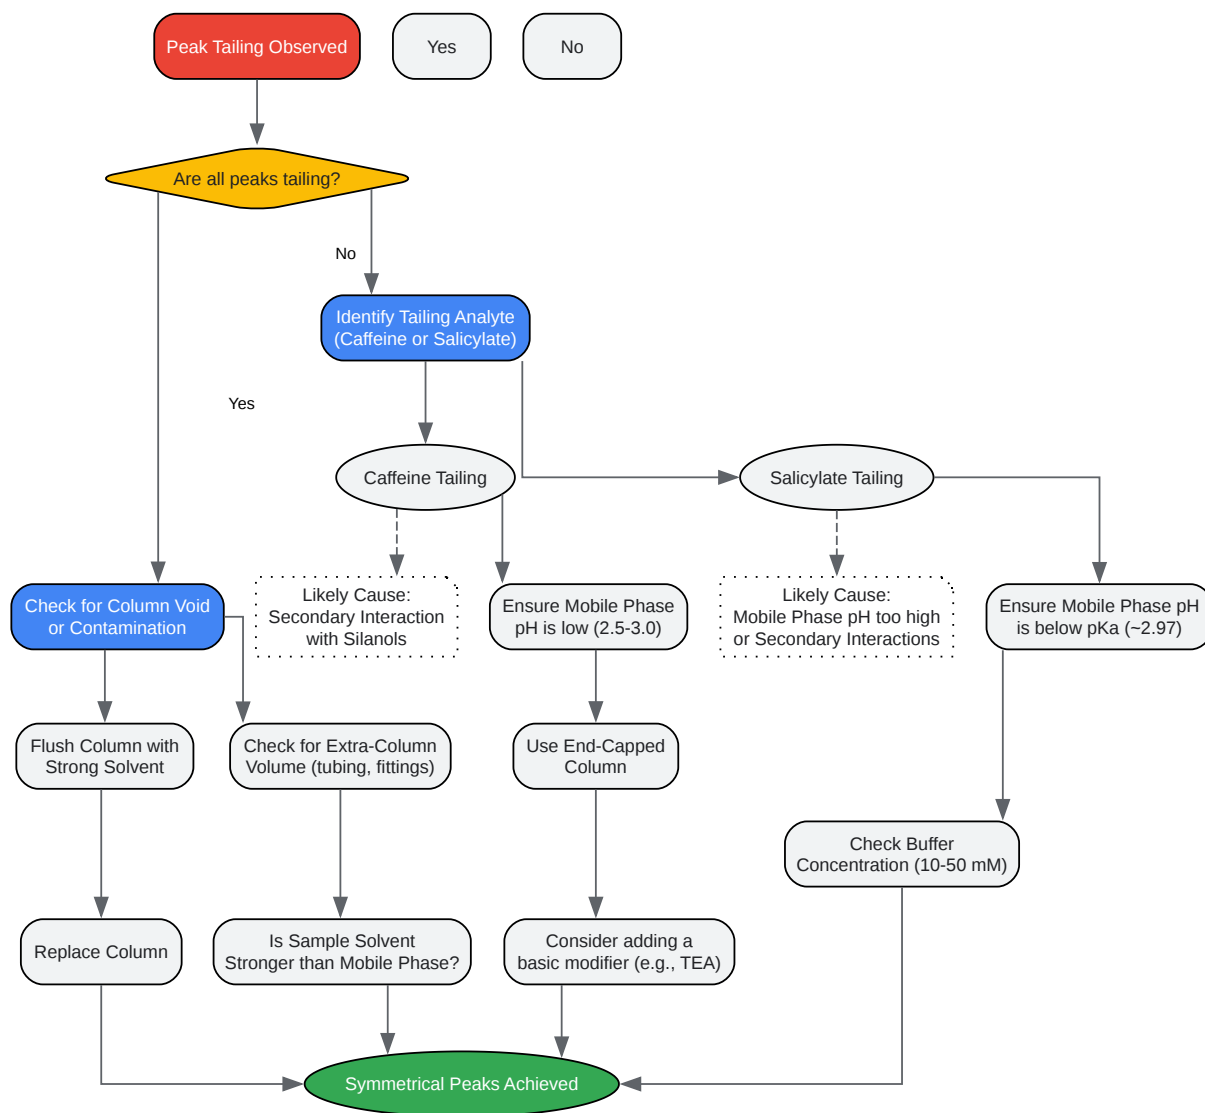 Peak Tailing Observed
Yes
No
Are all peaks tailing?
No
Identify Tailing Analyte
(Caffeine or Salicylate)
Yes
Caffeine Tailing
Salicylate Tailing
Check for Column Void
or Contamination
Likely Cause:
Secondary Interaction
with Silanols
Ensure Mobile Phase
pH is low (2.5-3.0)
Likely Cause:
Mobile Phase pH too high
or Secondary Interactions
Ensure Mobile Phase pH
is below pKa (~2.97)
Flush Column with
Strong Solvent
Check for Extra-Column
Volume (tubing, fittings)
Use End-Capped
Column
Check Buffer
Concentration (10-50 mM)
Replace Column
Is Sample Solvent
Stronger than Mobile Phase?
Consider adding a
basic modifier (e.g., TEA)
Symmetrical Peaks Achieved